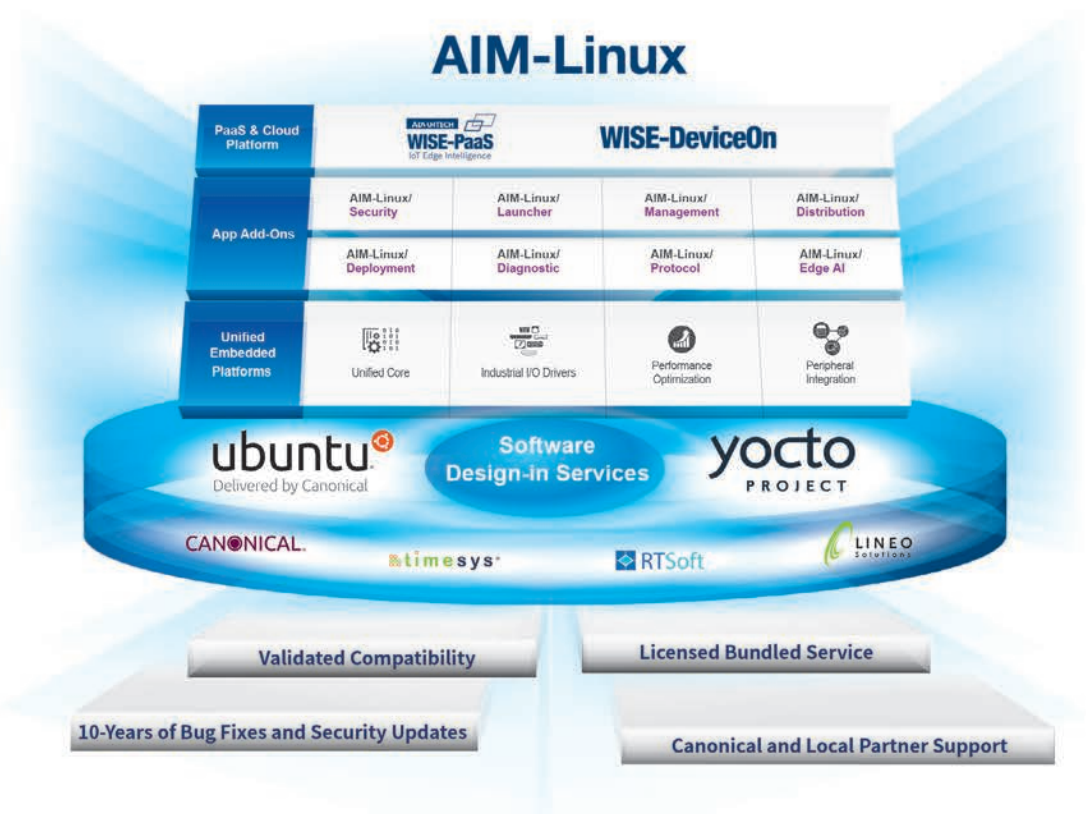 AIM-Linux
PaaS & Cloud
Platform
ADVANTECH
WISE-PaaS
IoT Edge Intelligence
WISE-DeviceOn
App Add-Ons
AIM-Linux/
Security
AIM-Linux/
Launcher
AIM-Linux/
Management
AIM-Linux/
Distribution
AIM-Linux/
Deployment
AIM-Linux/
Diagnostic
AIM-Linux/
Protocol
AIM-Linux/
Edge AI
Unified
Embedded
Platforms
Unified Core
Industrial I/O Drivers
Performance
Optimization
Peripheral
Integration
ubuntu
Delivered by Canonical
Software
Design-in Services
yocto
PROJECT
CANONICAL
timesys
RTSoft
LINEO
Solutions
Validated Compatibility
Licensed Bundled Service
10-Years of Bug Fixes and Security Updates
Canonical and Local Partner Support